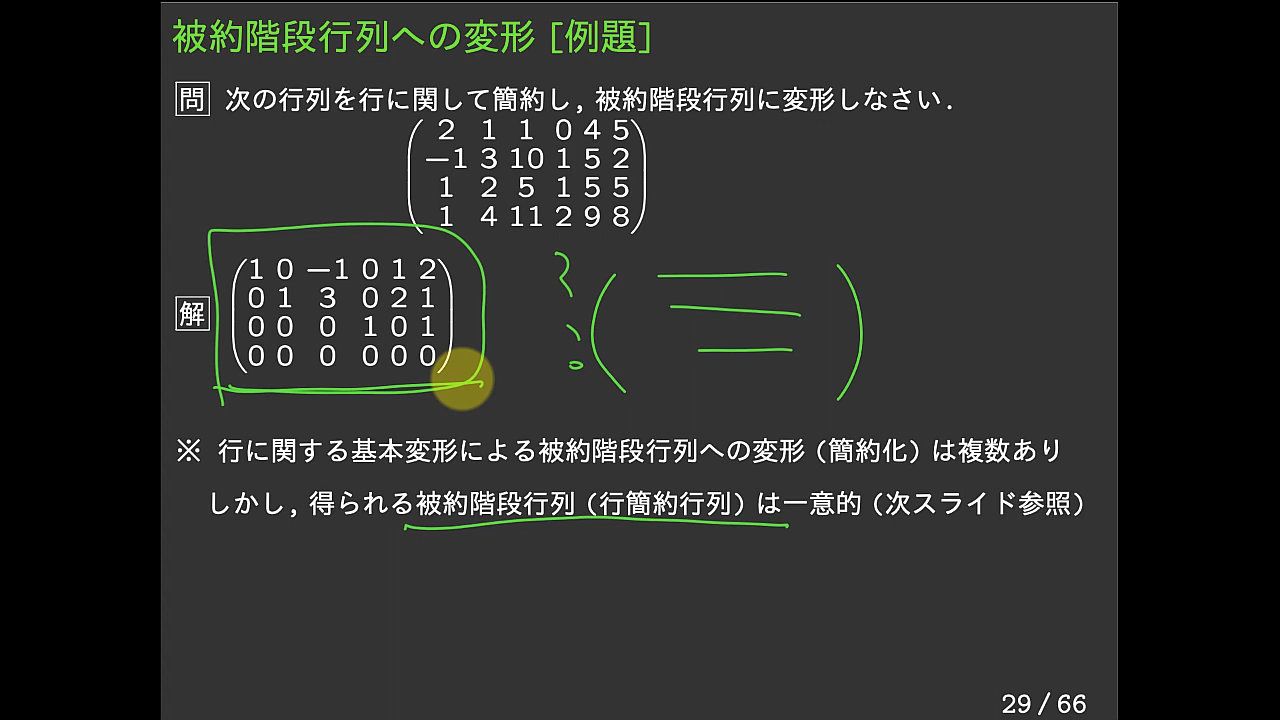 被約階段行列への変形 [例題]
問 次の行列を行に関して簡約し, 被約階段行列に変形しなさい.
2 1 1 0 4 5
−1 3 10 1 5 2
1 2 5 1 5 5
1 4 11 2 9 8
解
1 0 −1 0 1 2
0 1 3 0 2 1
0 0 0 1 0 1
0 0 0 0 0 0
※ 行に関する基本変形による被約階段行列への変形 (簡約化) は複数あり
しかし, 得られる被約階段行列 (行簡約行列) は一意的 (次スライド参照)
29 / 66